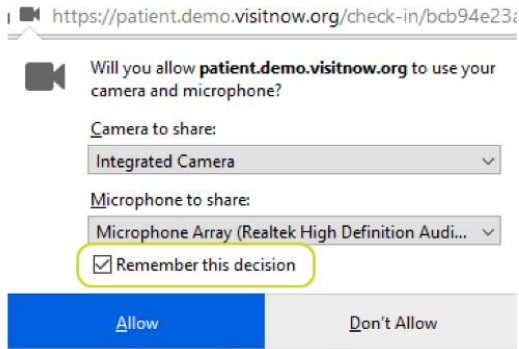 https://patient.demo.visitnow.org/check-in/bcb94e23
Will you allow patient.demo.visitnow.org to use your
camera and microphone?
Camera to share:
Integrated Camera
Microphone to share:
Microphone Array (Realtek High Definition Audi...
Remember this decision
Allow
Don't Allow